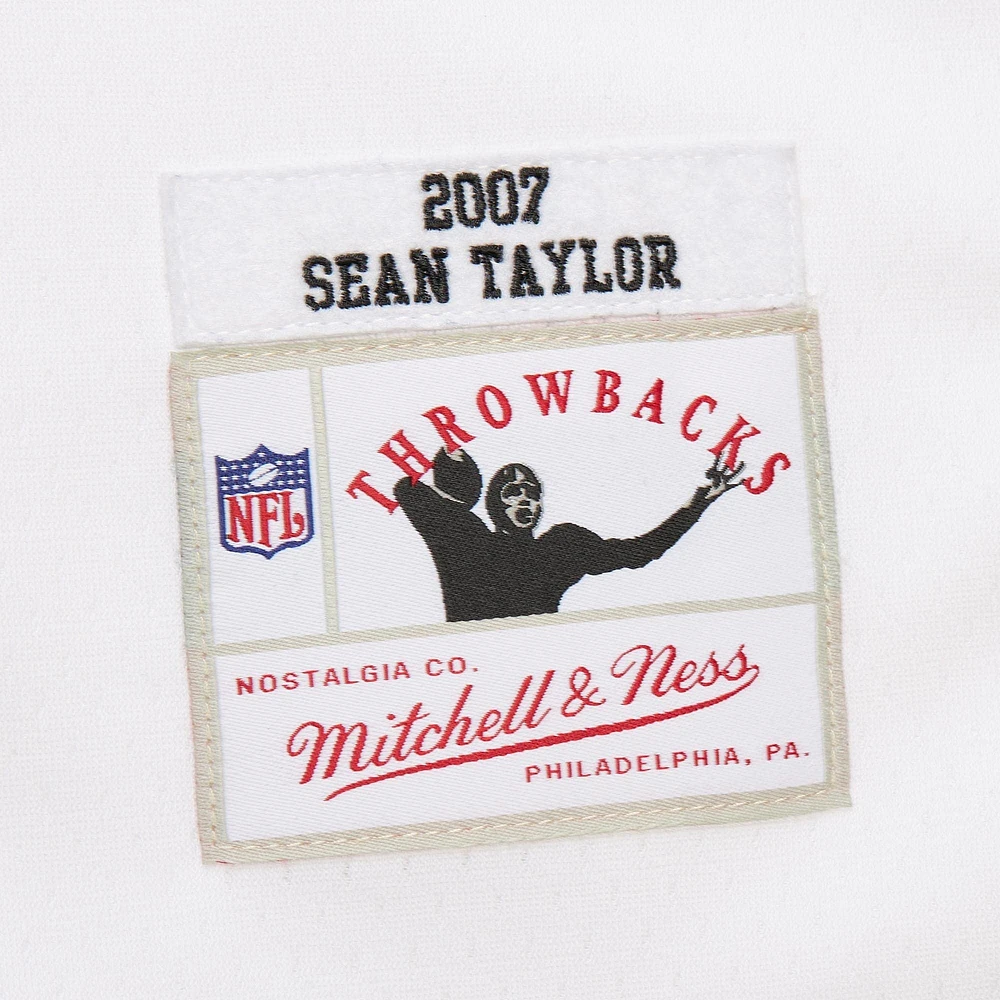 2007
SEAN TAYLOR
THROWBACKS
NFL
NOSTALGIA CO.
Mitchell & Ness
PHILADELPHIA, PA.